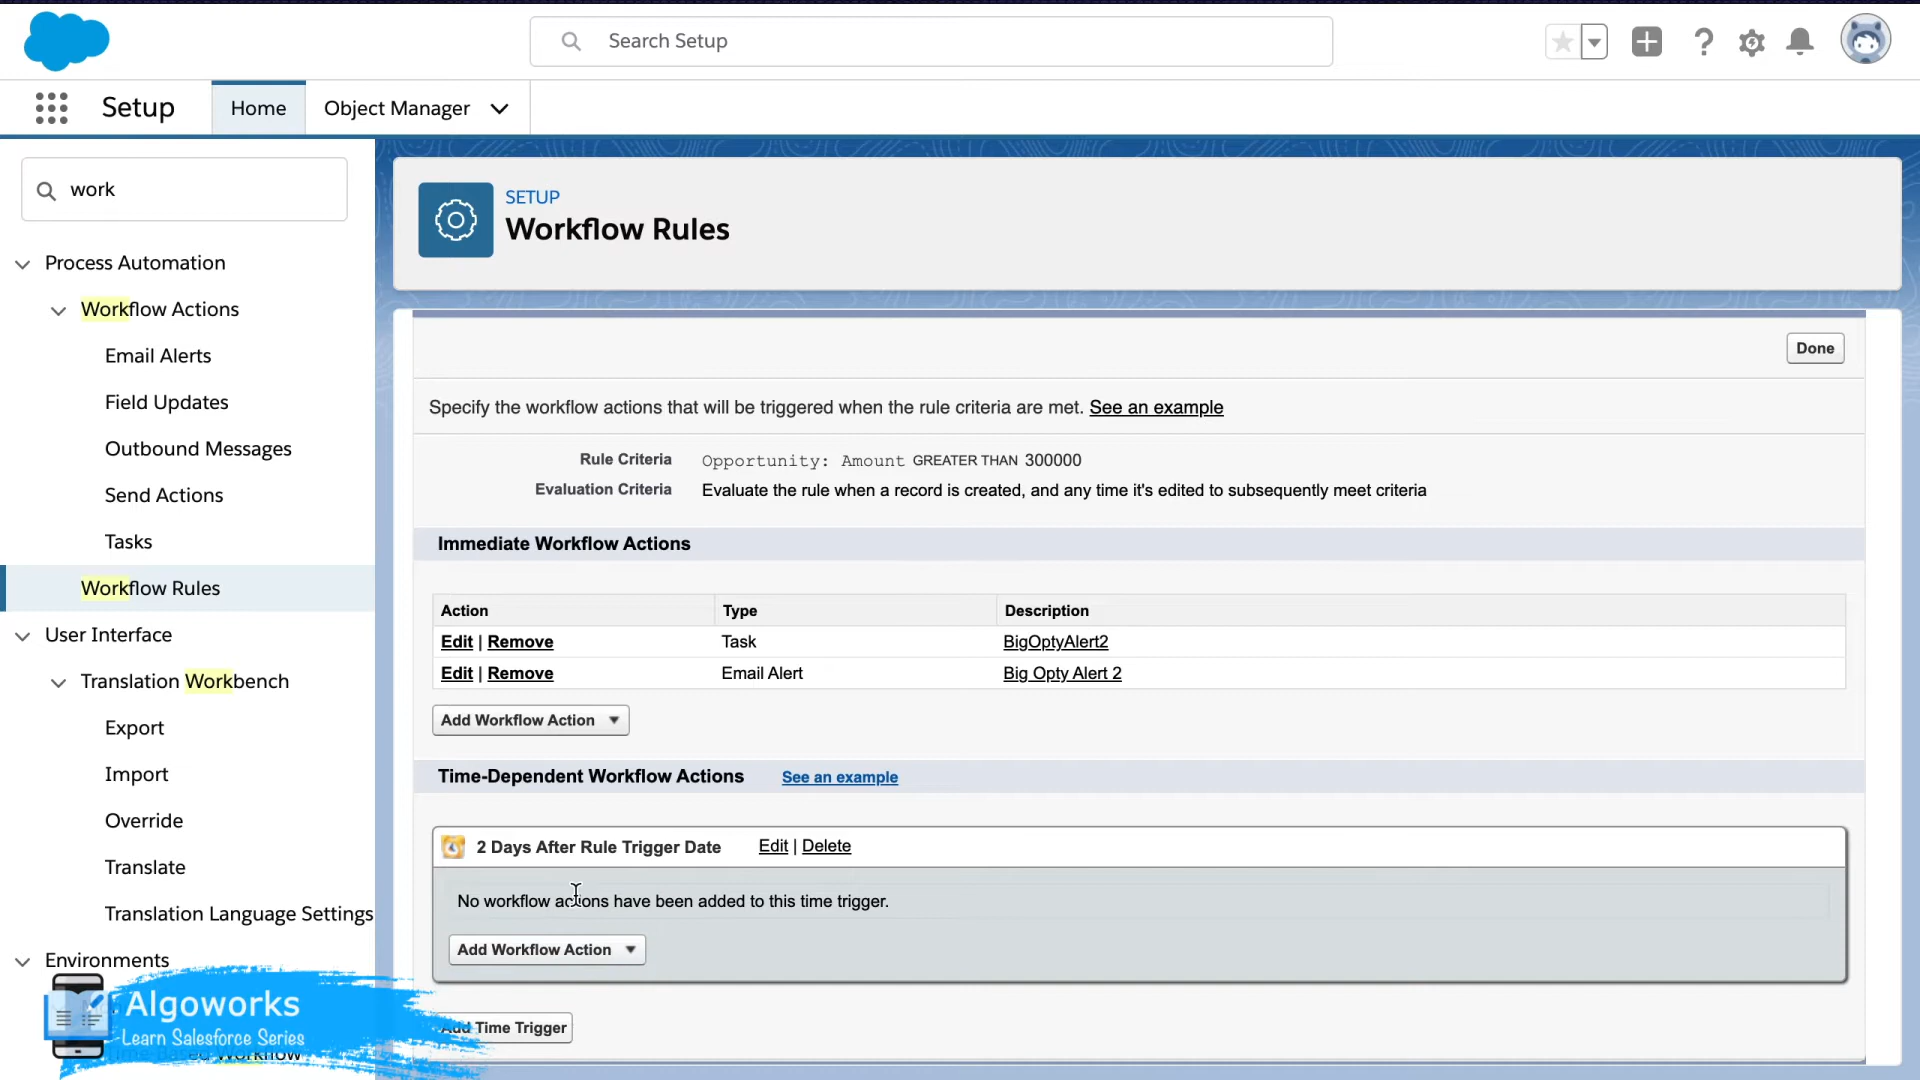 Search Setup
Setup
Home
Object Manager
work
Process Automation
Workflow Actions
Email Alerts
Field Updates
Outbound Messages
Send Actions
Tasks
Workflow Rules
User Interface
Translation Workbench
Export
Import
Override
Translate
Translation Language Settings
Environments
Algoworks
Learn Salesforce Series
Time-Based Workflow
SETUP
Workflow Rules
Done
Specify the workflow actions that will be triggered when the rule criteria are met. See an example
Rule Criteria Opportunity: Amount GREATER THAN 300000
Evaluation Criteria Evaluate the rule when a record is created, and any time it's edited to subsequently meet criteria
Immediate Workflow Actions
Action Type Description
Edit | Remove Task BigOptyAlert2
Edit | Remove Email Alert Big Opty Alert 2
Add Workflow Action
Time-Dependent Workflow Actions See an example
2 Days After Rule Trigger Date Edit | Delete
No workflow actions have been added to this time trigger.
Add Workflow Action
Add Time Trigger